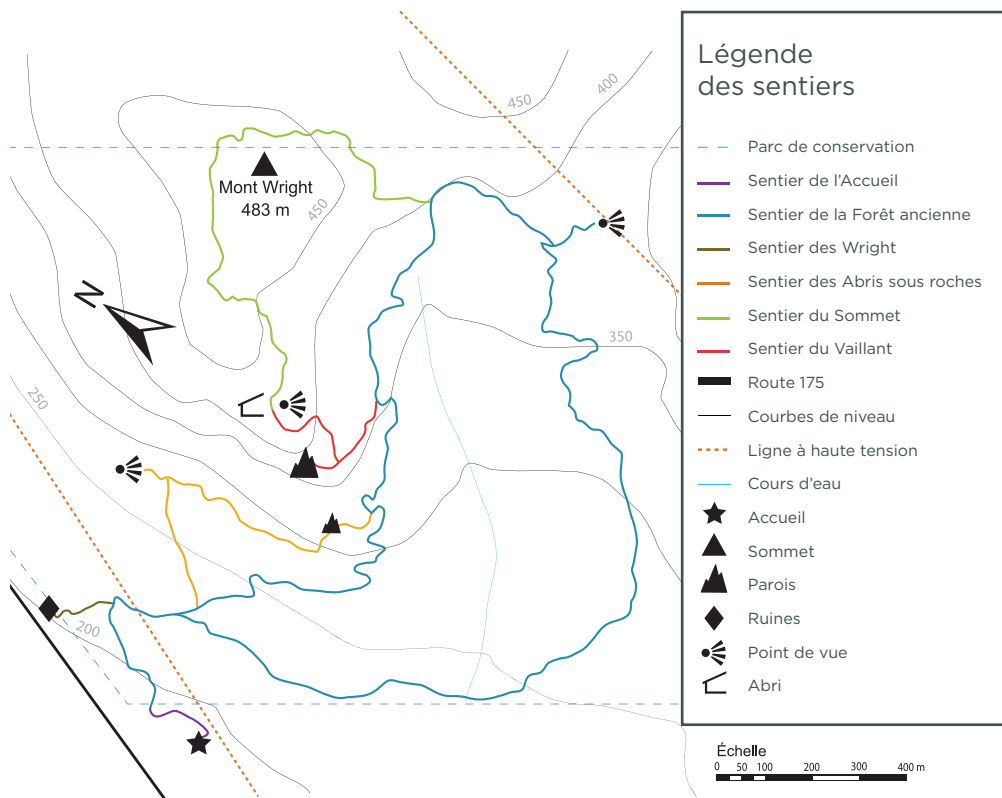 450
400
Mont Wright
483 m
450
N
350
250
200
Légende
des sentiers
Parc de conservation
Sentier de l'Accueil
Sentier de la Forêt ancienne
Sentier des Wright
Sentier des Abris sous roches
Sentier du Sommet
Sentier du Vaillant
Route 175
Courbes de niveau
Ligne à haute tension
Cours d'eau
Accueil
Sommet
Parois
Ruines
Point de vue
Abri
Échelle
0 50 100 200 300 400 m